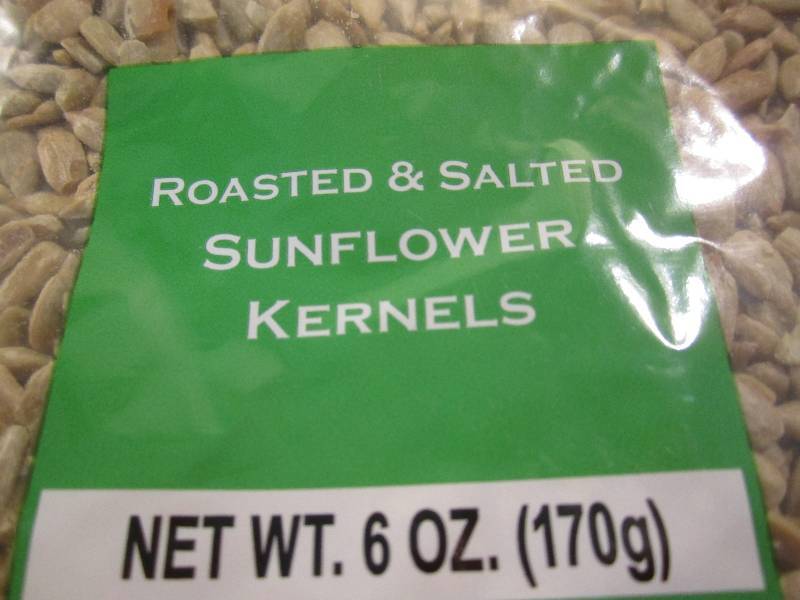 ROASTED & SALTED
SUNFLOWER
KERNELS
NET WT. 6 OZ. (170g)